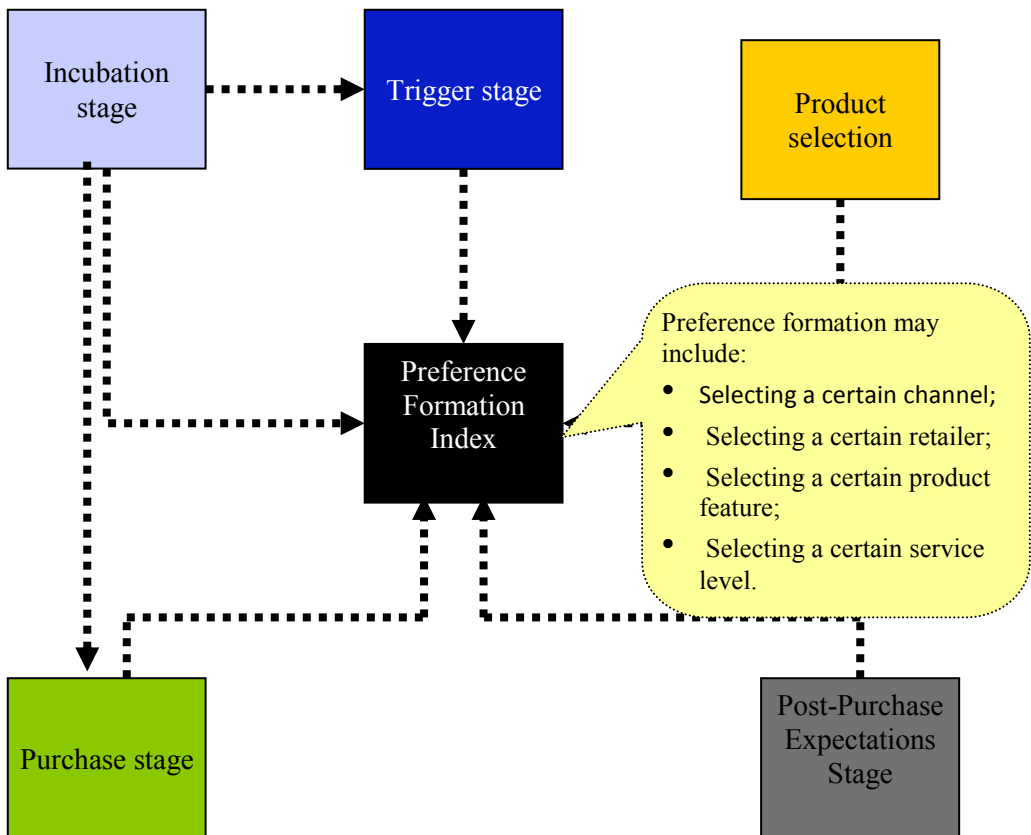 Incubation
stage
Trigger stage
Product
selection
Preference formation may
include:
• Selecting a certain channel;
• Selecting a certain retailer;
• Selecting a certain product
feature;
• Selecting a certain service
level.
Preference
Formation
Index
Purchase stage
Post-Purchase
Expectations
Stage